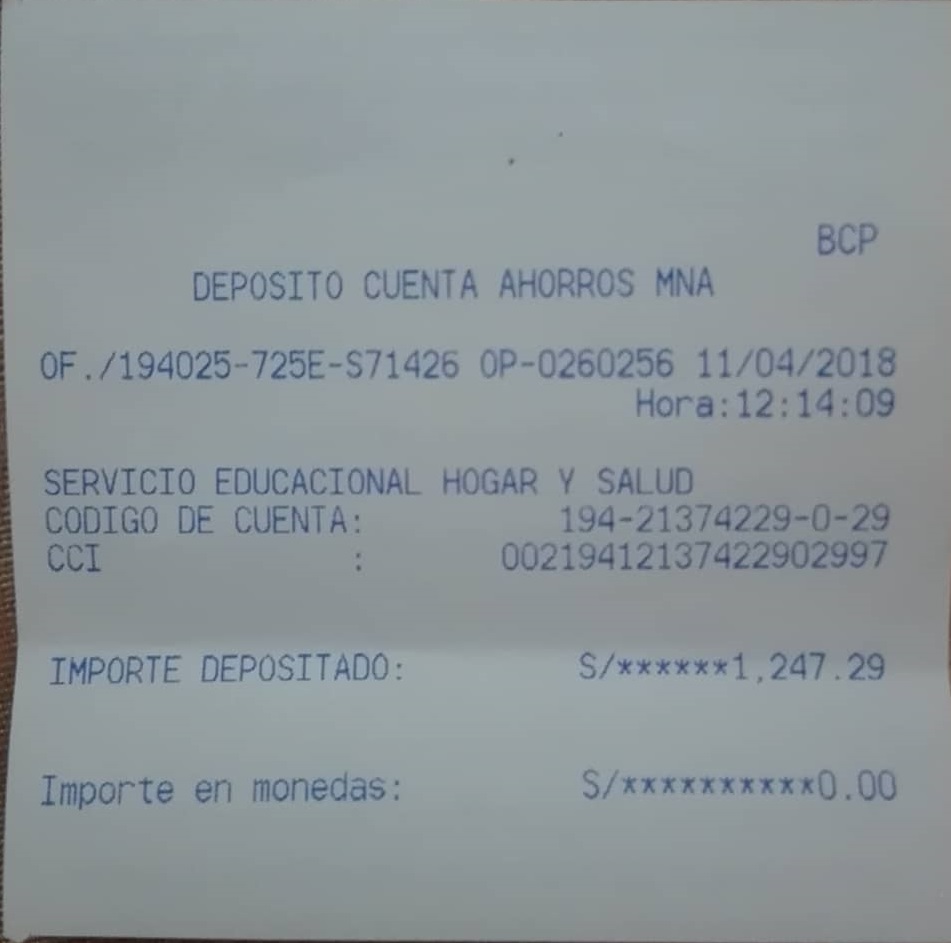 BCP
DEPOSITO CUENTA AHORROS MNA
OF./194025-725E-S71426 OP-0260256 11/04/2018
Hora:12:14:09
SERVICIO EDUCACIONAL HOGAR Y SALUD
CODIGO DE CUENTA: 194-21374229-0-29
CCI : 00219412137422902997
IMPORTE DEPOSITADO: S/******1,247.29
Importe en monedas: S/**********0.00